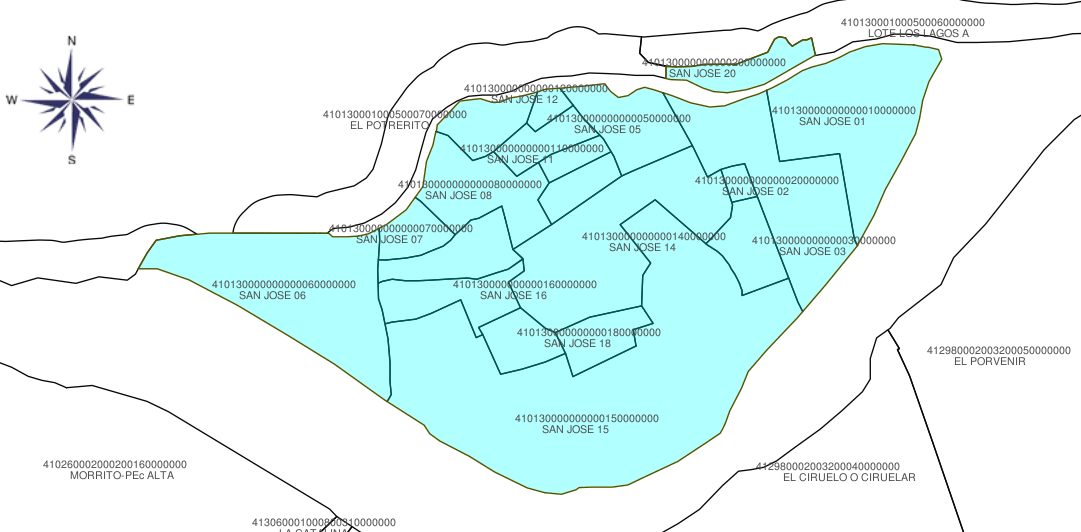 N
W
E
S
410130001000500060000000
LOTE LOS LAGOS A
410130000000000200000000
SAN JOSE 20
410130000000000120000000
SAN JOSE 12
410130001000500070000000
EL POTRERITO
410130000000000050000000
SAN JOSE 05
410130000000000010000000
SAN JOSE 01
410130000000000110000000
SAN JOSE 11
410130000000000080000000
SAN JOSE 08
410130000000000020000000
SAN JOSE 02
410130000000000070000000
SAN JOSE 07
410130000000000140000000
SAN JOSE 14
410130000000000030000000
SAN JOSE 03
410130000000000060000000
SAN JOSE 06
410130000000000160000000
SAN JOSE 16
410130000000000180000000
SAN JOSE 18
412980002003200050000000
EL PORVENIR
410130000000000150000000
SAN JOSE 15
410260002000200160000000
MORRITO-PEc ALTA
412980002003200040000000
EL CIRUELO O CIRUELAR
413060001000800310000000
LA CATALINA